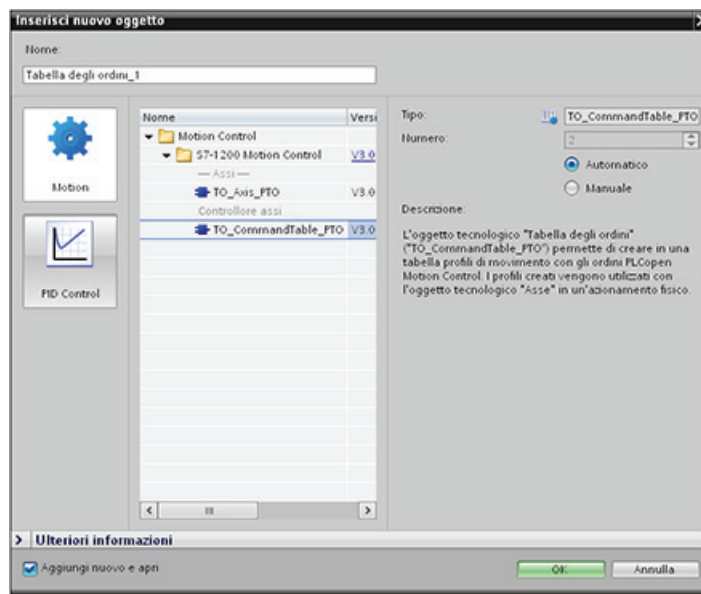 Inserisci nuovo oggetto
Nome:
Tabella degli ordini_1
Motion
PID Control
Nome Versi
Motion Control
S7-1200 Motion Control V3.0
— Assi —
TO_Axis_PTO V3.0
Controllore assi
TO_CommandTable_PTO V3.0
Tipo: TO_CommandTable_PTO
Numero: 2
Automatico
Manuale
Descrizione:
L'oggetto tecnologico "Tabella degli ordini"
("TO_CommandTable_PTO") permette di creare in una
tabella profili di movimento con gli ordini PLCopen
Motion Control. I profili creati vengono utilizzati con
l'oggetto tecnologico "Asse" in un'azionamento fisico.
Ulteriori informazioni
Aggiungi nuovo e apri
OK Annulla